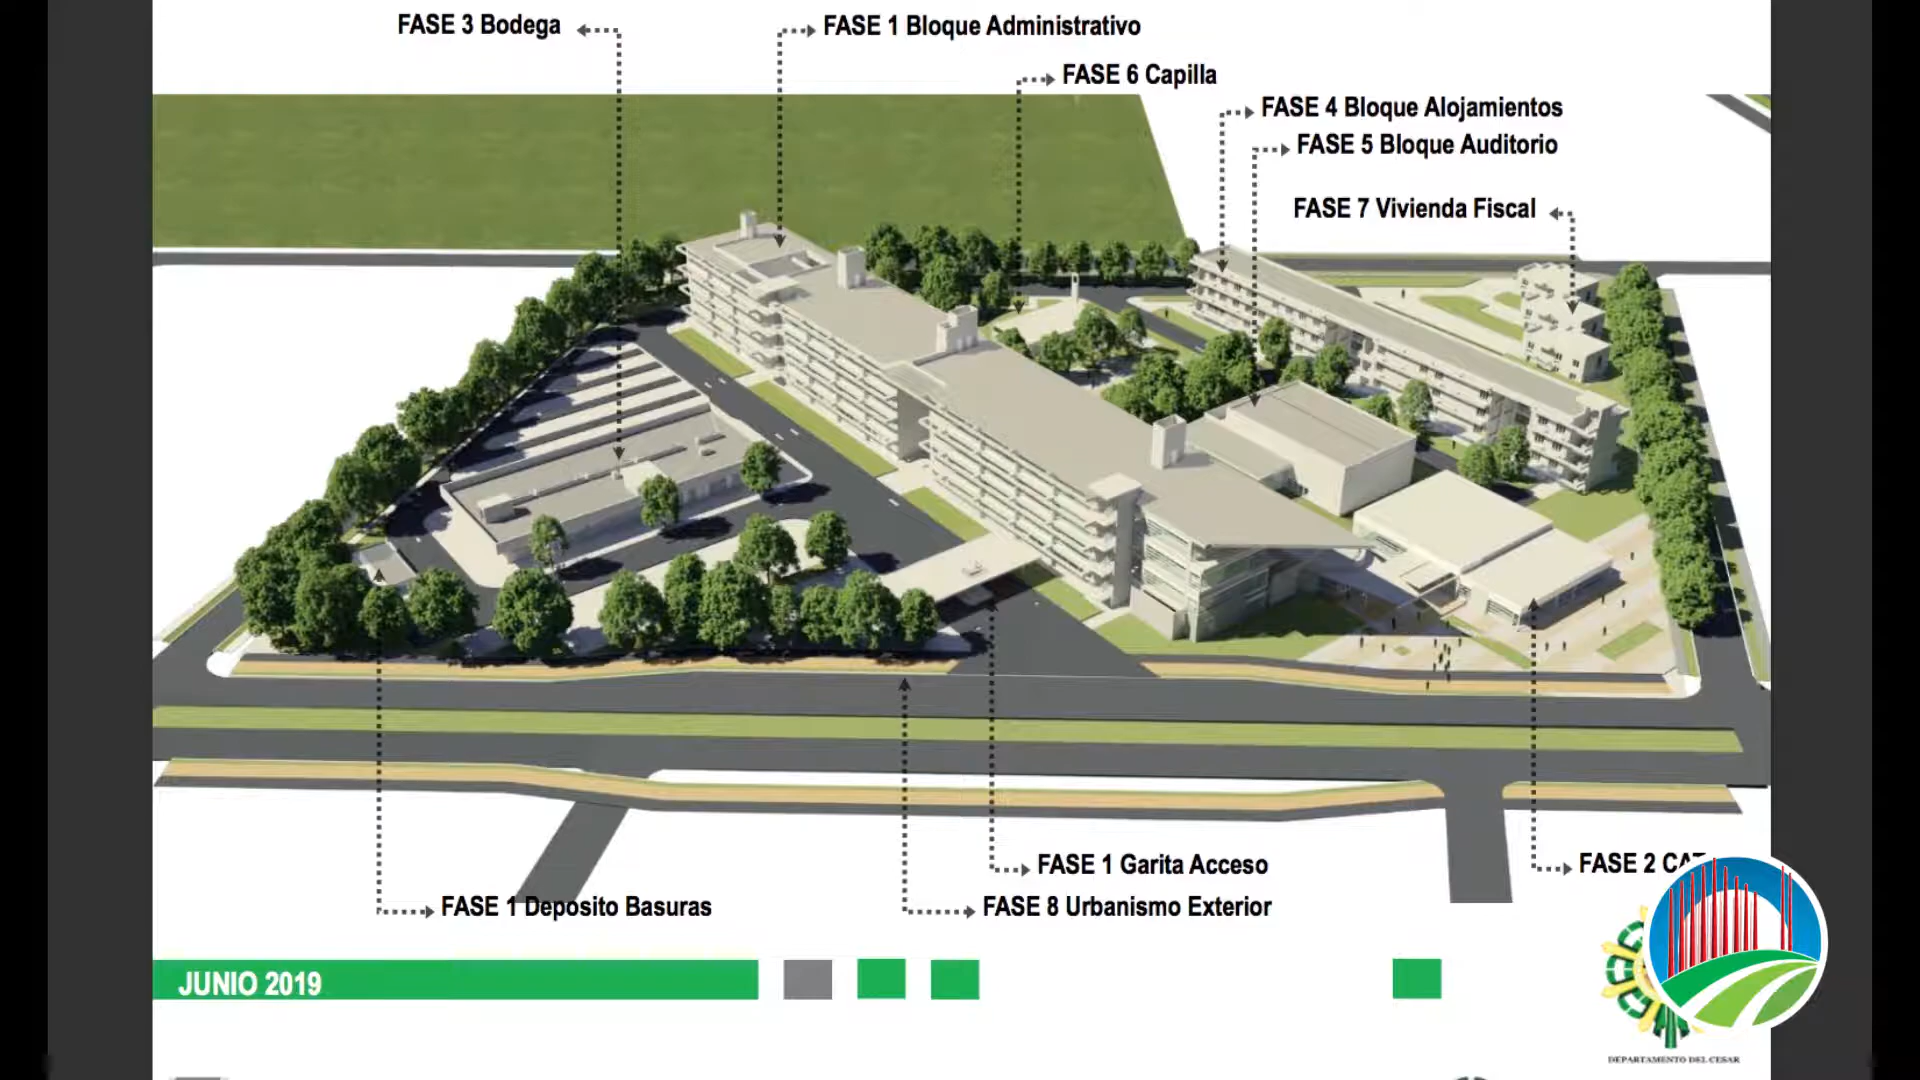 FASE 3 Bodega
FASE 1 Bloque Administrativo
FASE 6 Capilla
FASE 4 Bloque Alojamientos
FASE 5 Bloque Auditorio
FASE 7 Vivienda Fiscal
FASE 1 Garita Acceso
FASE 2
FASE 1 Deposito Basuras
FASE 8 Urbanismo Exterior
JUNIO 2019
DEPARTAMENTO DEL CESAR